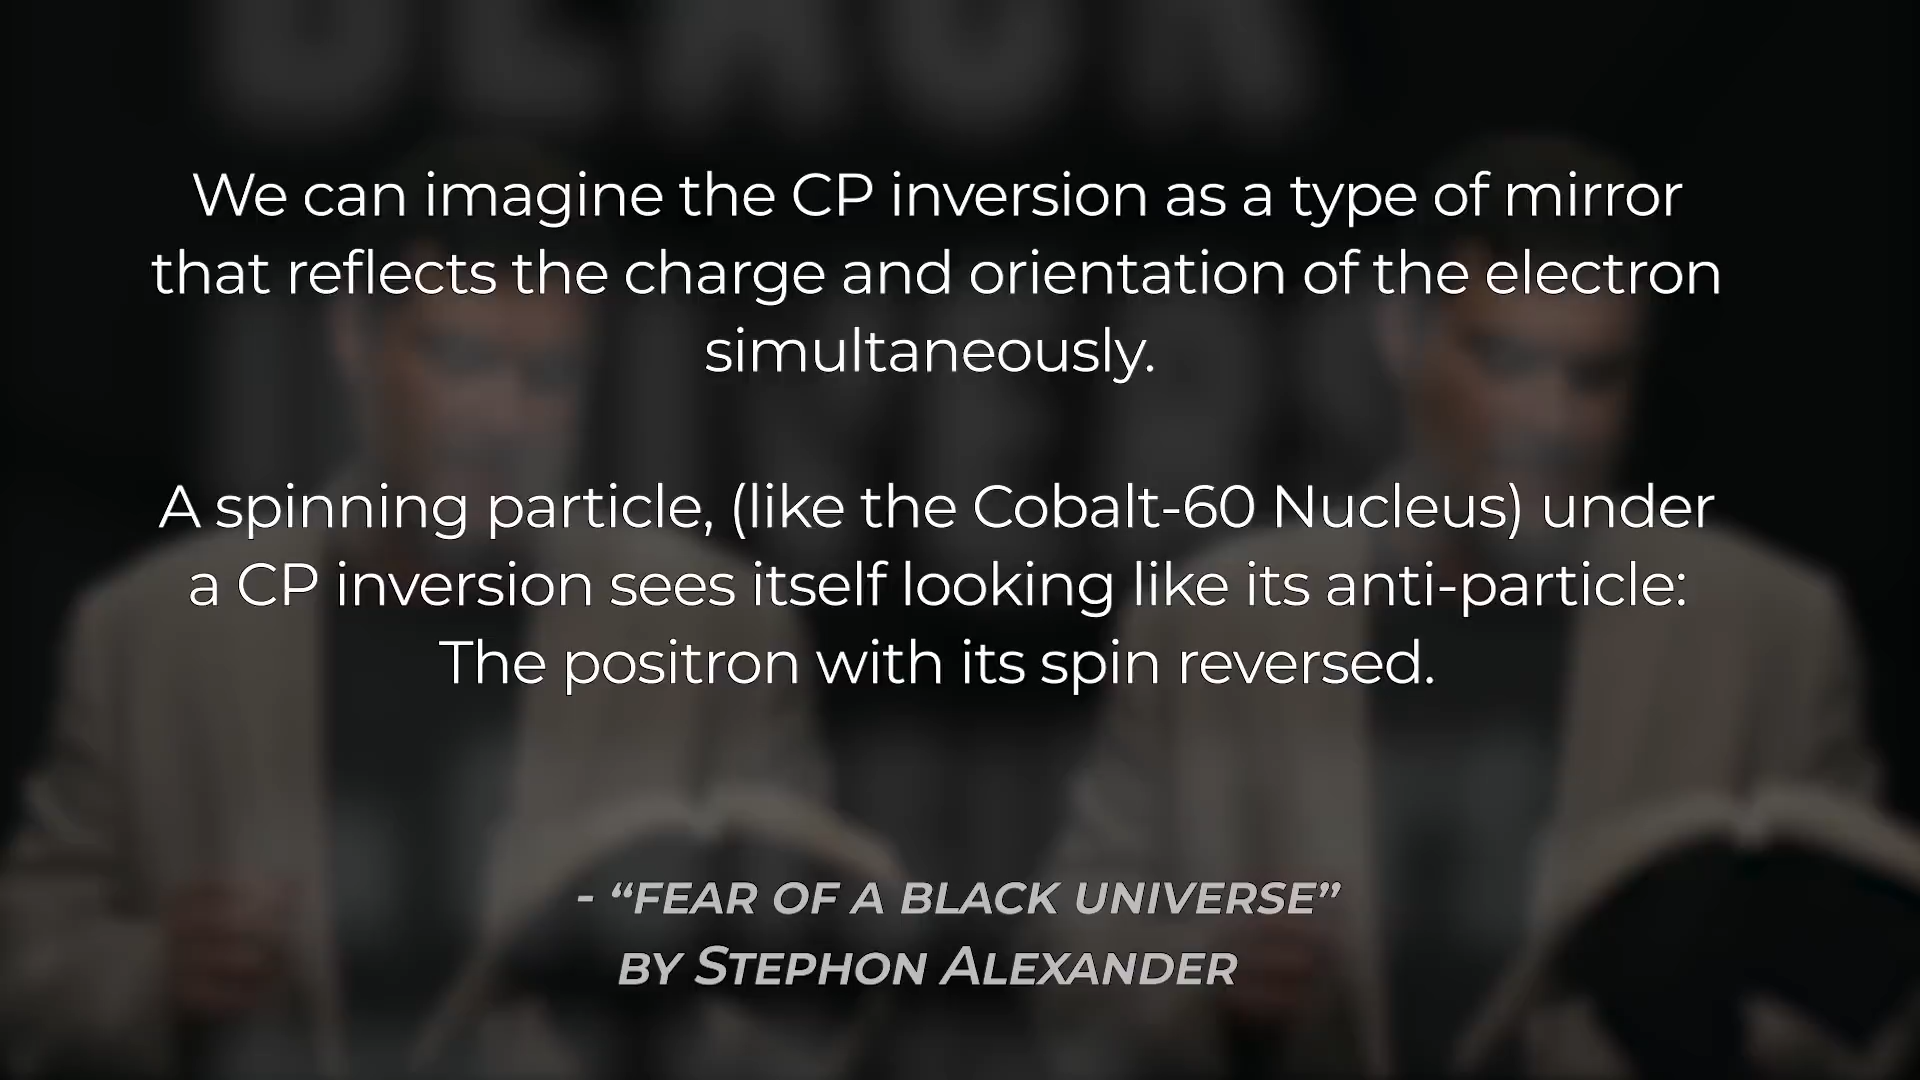 BLACK
We can imagine the CP inversion as a type of mirror
that reflects the charge and orientation of the electron
simultaneously.
A spinning particle, (like the Cobalt-60 Nucleus) under
a CP inversion sees itself looking like its anti-particle:
The positron with its spin reversed.
- “FEAR OF A BLACK UNIVERSE”
BY STEPHON ALEXANDER